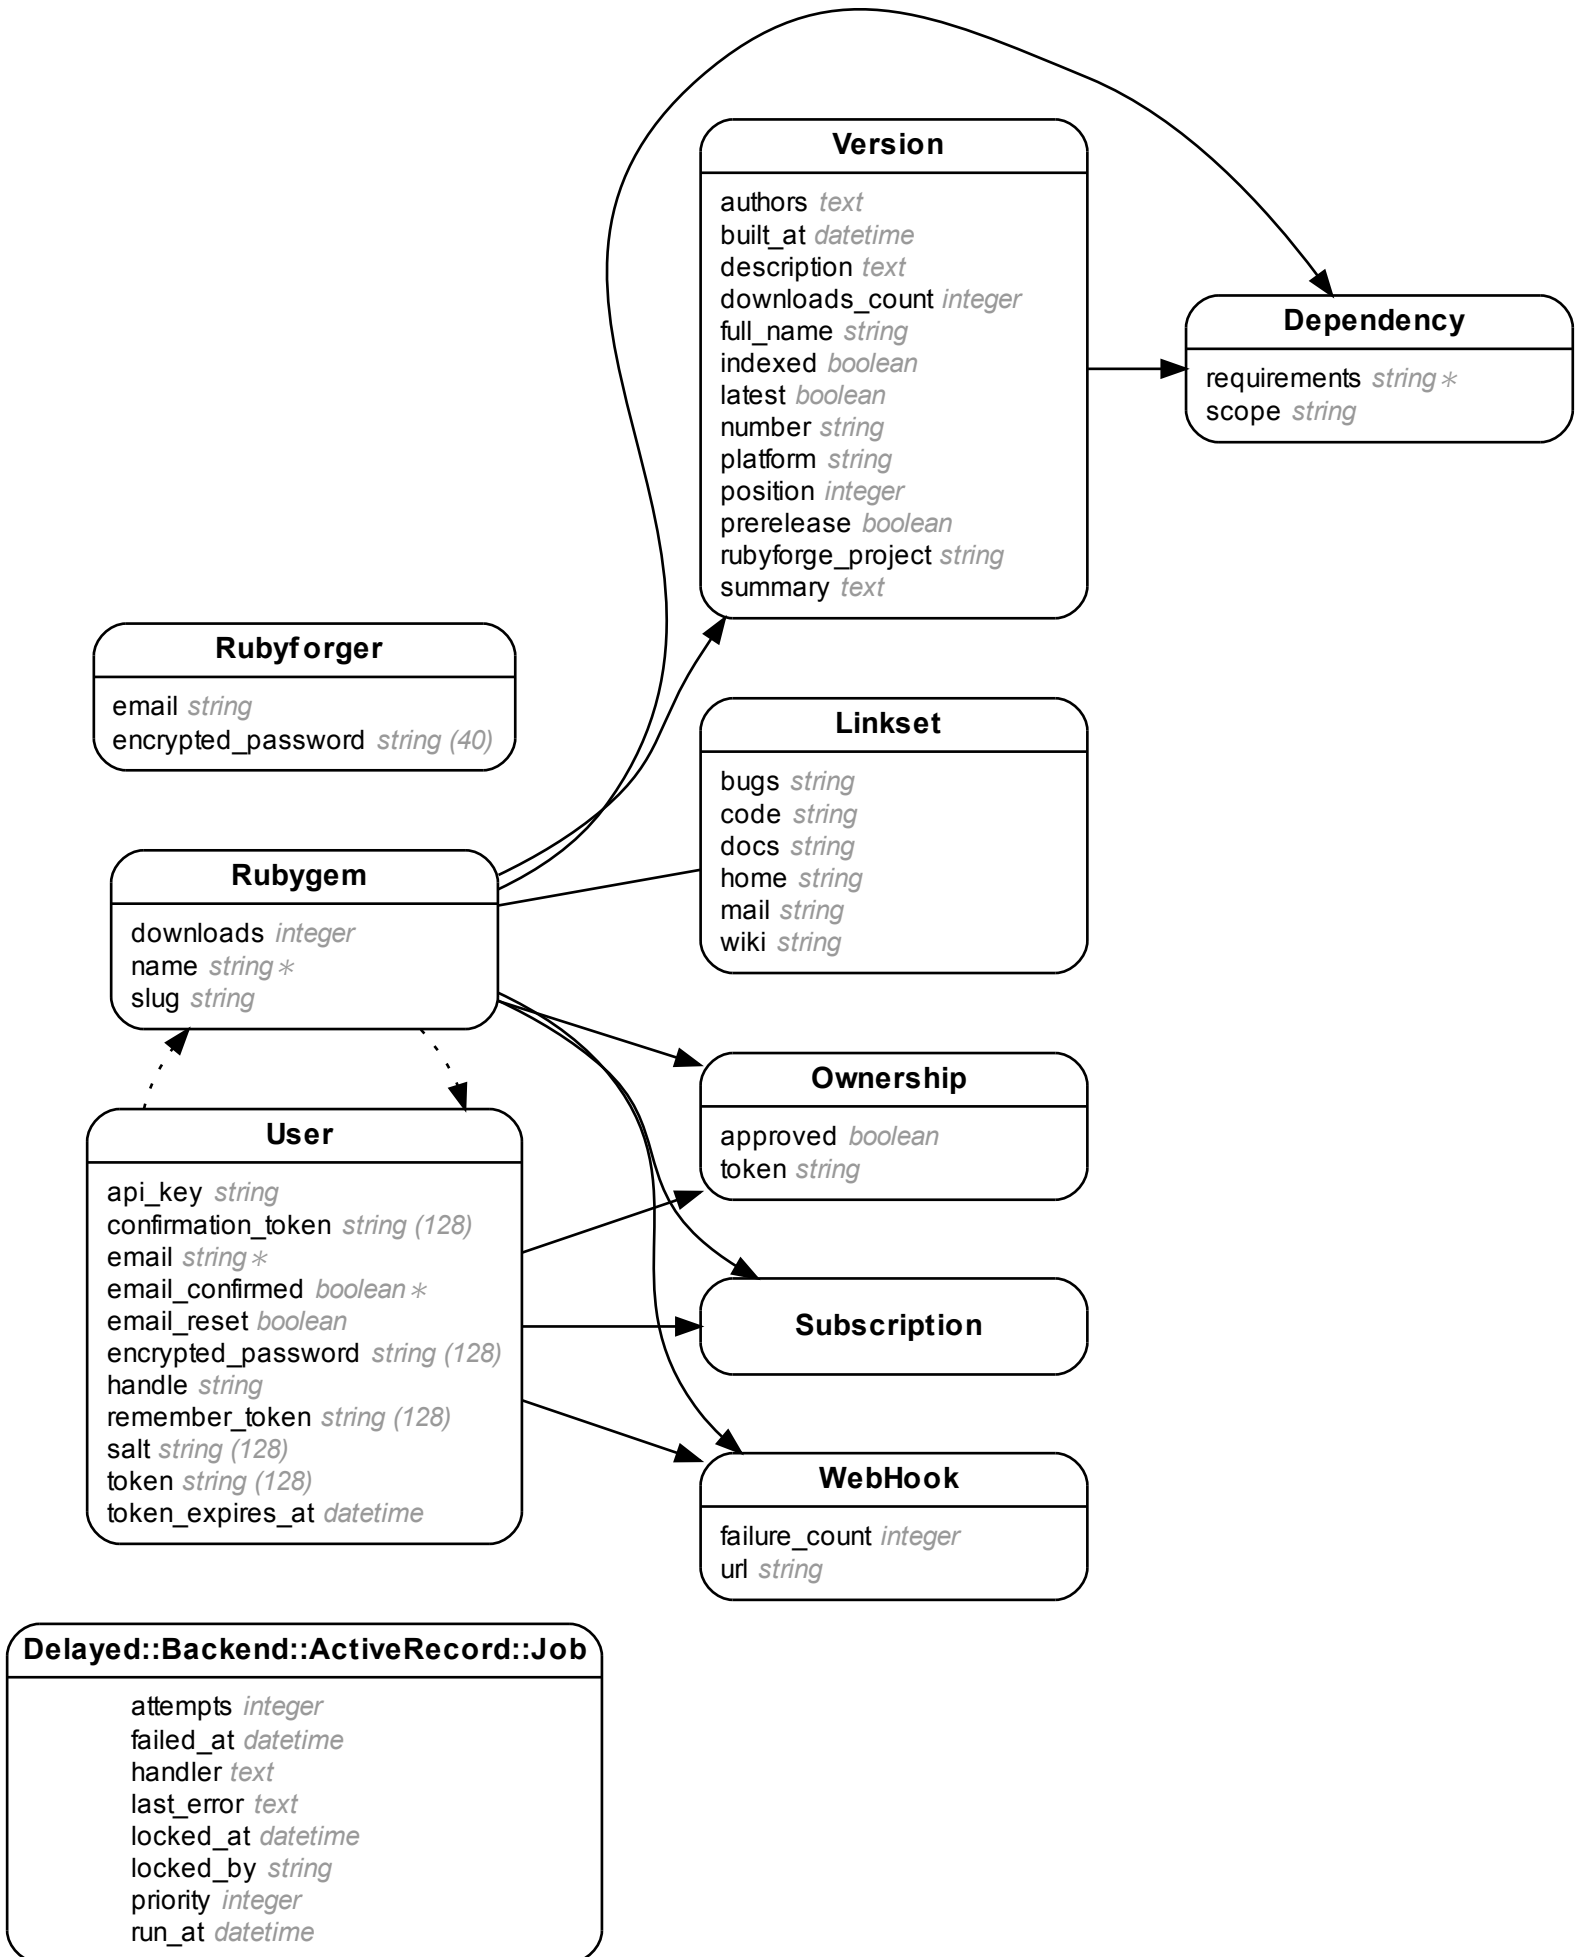 Version
authors text
built_at datetime
description text
downloads_count integer
full_name string
indexed boolean
latest boolean
number string
platform string
position integer
prerelease boolean
rubyforge_project string
summary text
Dependency
requirements string∗
scope string
Rubyforger
email string
encrypted_password string (40)
Linkset
bugs string
code string
docs string
home string
mail string
wiki string
Rubygem
downloads integer
name string∗
slug string
Ownership
approved boolean
token string
User
api_key string
confirmation_token string (128)
email string∗
email_confirmed boolean∗
email_reset boolean
encrypted_password string (128)
handle string
remember_token string (128)
salt string (128)
token string (128)
token_expires_at datetime
Subscription
WebHook
failure_count integer
url string
Delayed::Backend::ActiveRecord::Job
attempts integer
failed_at datetime
handler text
last_error text
locked_at datetime
locked_by string
priority integer
run_at datetime